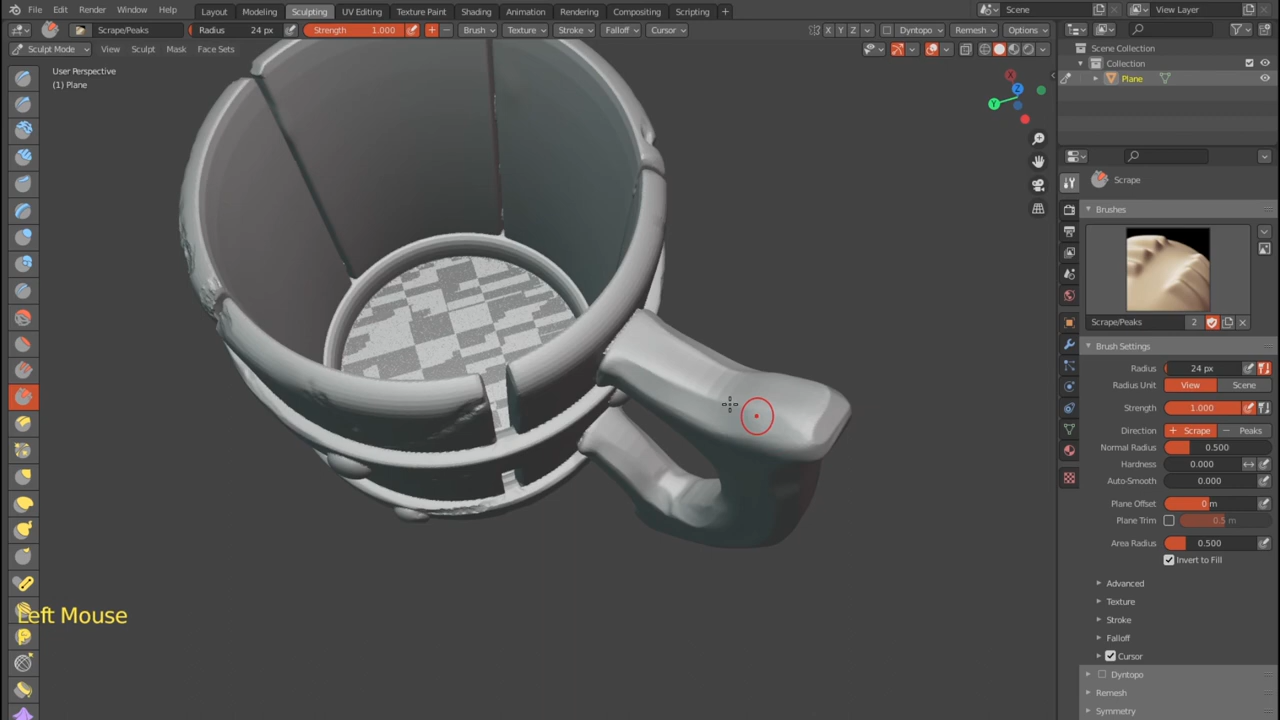 File Edit Render Window Help Layout Modeling Sculpting UV Editing Texture Paint Shading Animation Rendering Compositing Scripting + Scene View Layer
Scrape/Peaks Radius 24 px Strength 1.000 + - Brush Texture Stroke Falloff Cursor X Y Z Dyntopo Remesh Options
Sculpt Mode View Sculpt Mask Face Sets
User Perspective
(1) Plane
X
Z
Y
Left Mouse
Scene Collection
Collection
Plane
Scrape
Brushes
Scrape/Peaks 2
Brush Settings
Radius 24 px
Radius Unit View Scene
Strength 1.000
Direction + Scrape - Peaks
Normal Radius 0.500
Hardness 0.000
Auto-Smooth 0.000
Plane Offset 0 m
Plane Trim 0.5 m
Area Radius 0.500
Invert to Fill
Advanced
Texture
Stroke
Falloff
Cursor
Dyntopo
Remesh
Symmetry